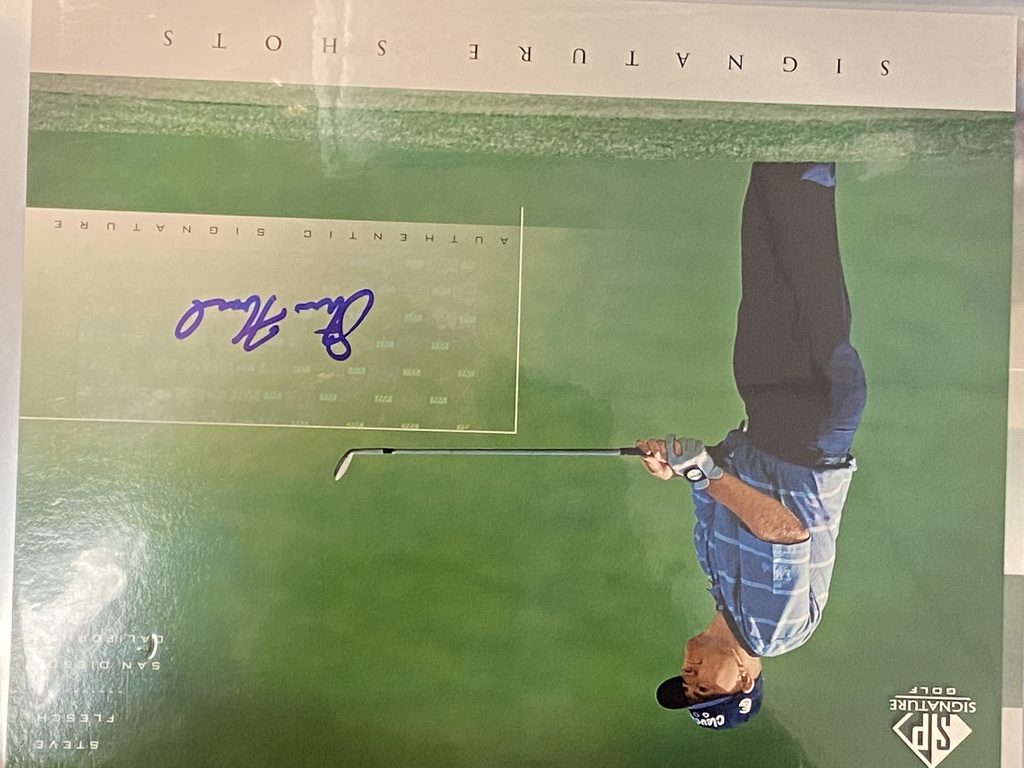 SIGNATURE SHOTS
AUTHENTIC SIGNATURE
STEVE
FLESCH
SAN DIEGO
CALIFORNIA
SP
SIGNATURE
GOLF